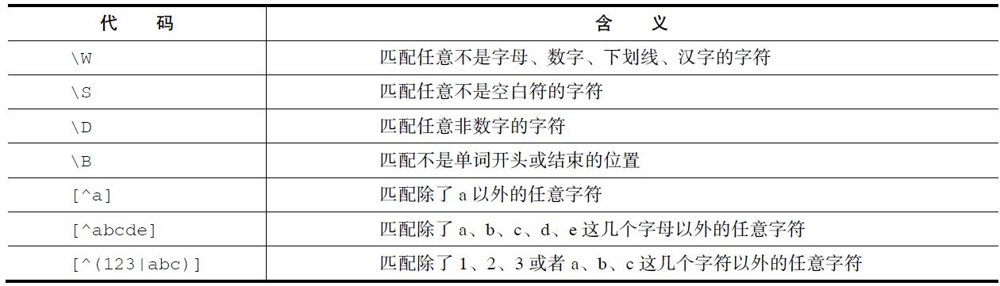 代 码 含 义
\W 匹配任意不是字母、数字、下划线、汉字的字符
\S 匹配任意不是空白符的字符
\D 匹配任意非数字的字符
\B 匹配不是单词开头或结束的位置
[^a] 匹配除了 a 以外的任意字符
[^abcde] 匹配除了 a、b、c、d、e 这几个字母以外的任意字符
[^(123|abc)] 匹配除了 1、2、3 或者 a、b、c 这几个字符以外的任意字符